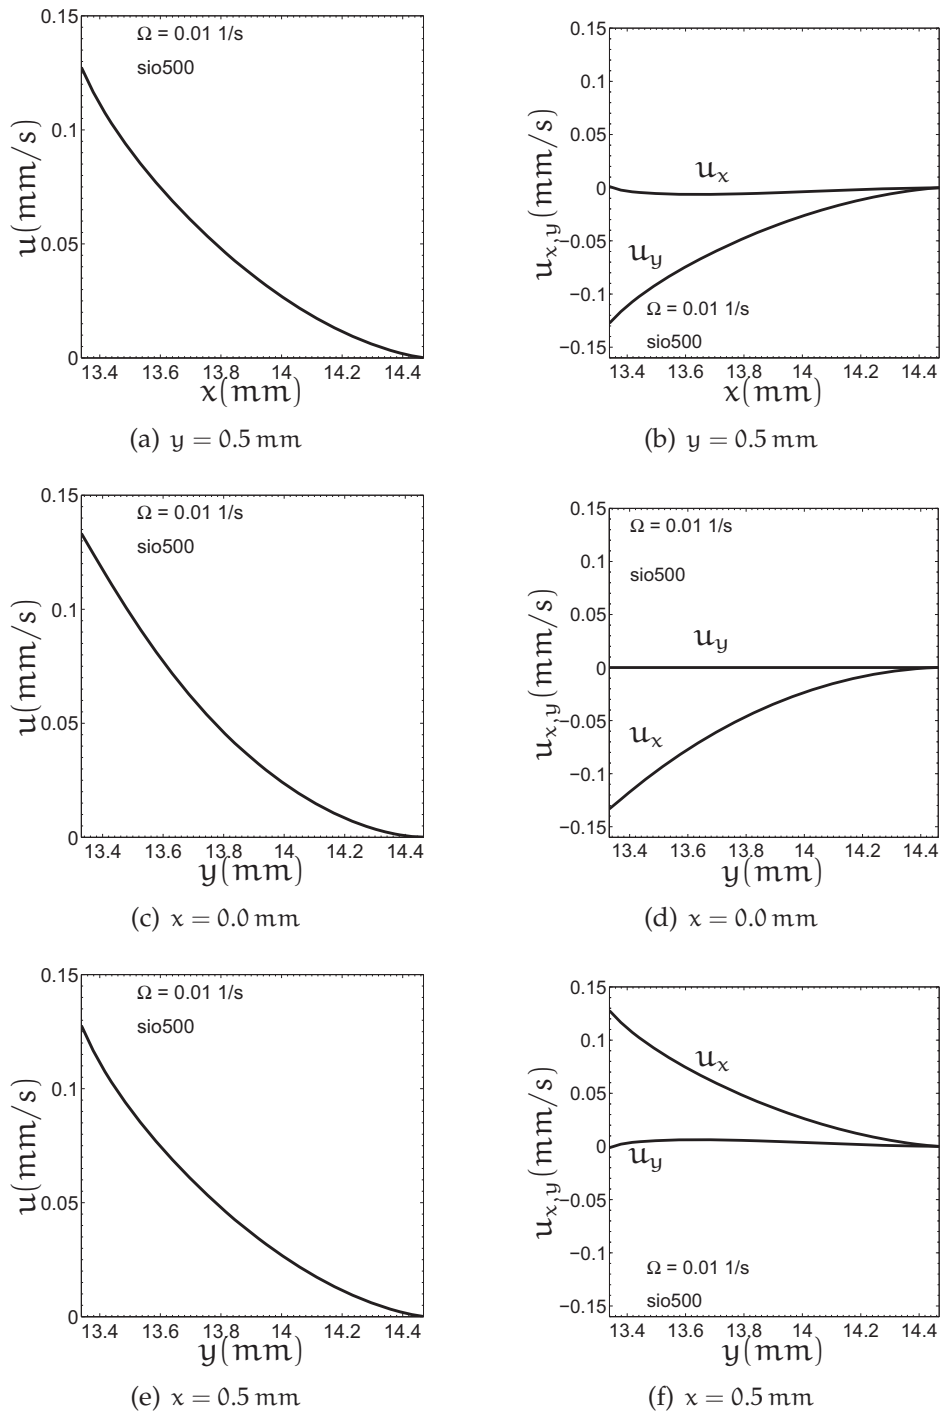 0.15
Ω = 0.01 1/s
sio500
0.1
0.05
0
u(mm/s)
13.4 13.6 13.8 14 14.2 14.4
x(mm)
(a) y = 0.5 mm
0.15
0.1
0.05
0
−0.05
−0.1
−0.15
u_x,y(mm/s)
u_x
u_y
Ω = 0.01 1/s
sio500
13.4 13.6 13.8 14 14.2 14.4
x(mm)
(b) y = 0.5 mm
0.15
Ω = 0.01 1/s
sio500
0.1
0.05
0
u(mm/s)
13.4 13.6 13.8 14 14.2 14.4
y(mm)
(c) x = 0.0 mm
0.15
Ω = 0.01 1/s
0.1
sio500
0.05
0
−0.05
−0.1
−0.15
u_x,y(mm/s)
u_y
u_x
13.4 13.6 13.8 14 14.2 14.4
y(mm)
(d) x = 0.0 mm
0.15
Ω = 0.01 1/s
sio500
0.1
0.05
0
u(mm/s)
13.4 13.6 13.8 14 14.2 14.4
y(mm)
(e) x = 0.5 mm
0.15
0.1
0.05
0
−0.05
−0.1
−0.15
u_x,y(mm/s)
u_x
u_y
Ω = 0.01 1/s
sio500
13.4 13.6 13.8 14 14.2 14.4
y(mm)
(f) x = 0.5 mm